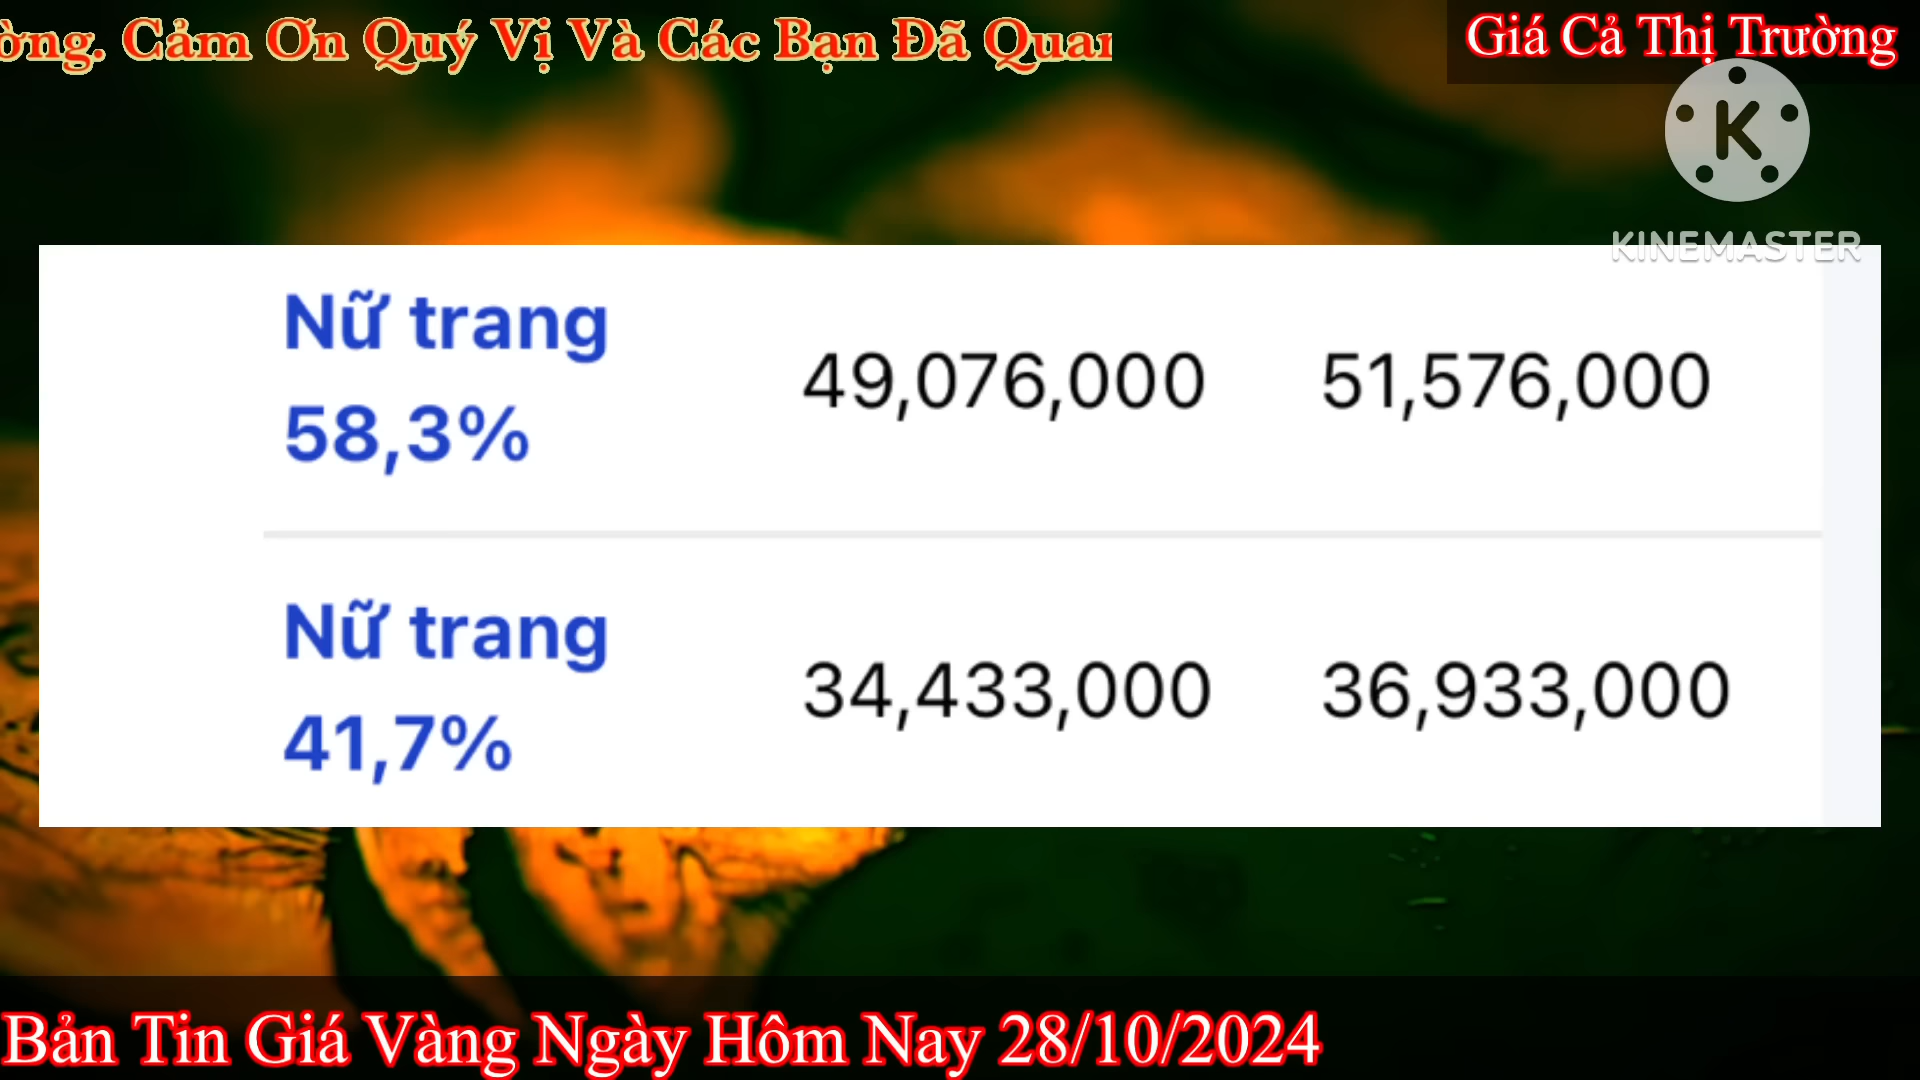 ờng. Cảm Ơn Quý Vị Và Các Bạn Đã Quan
Giá Cả Thị Trường
K
KINEMASTER
Nữ trang
58,3%
49,076,000
51,576,000
Nữ trang
41,7%
34,433,000
36,933,000
Bản Tin Giá Vàng Ngày Hôm Nay 28/10/2024